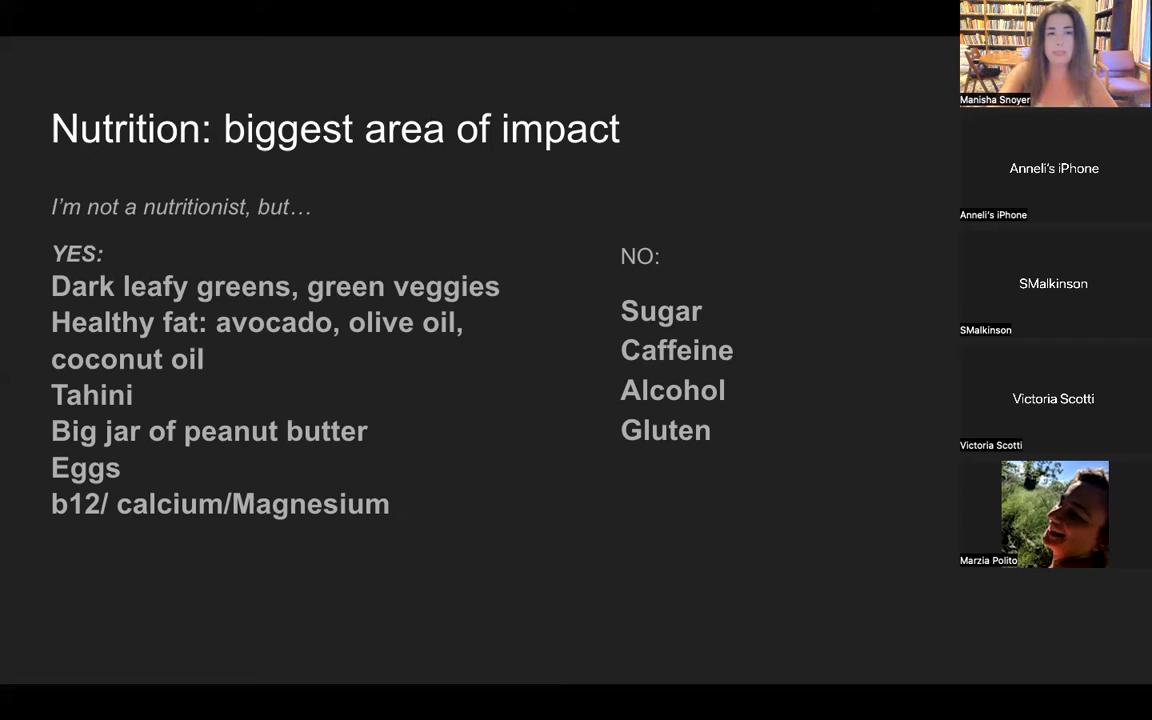 Nutrition: biggest area of impact
I'm not a nutritionist, but…
YES:
Dark leafy greens, green veggies
Healthy fat: avocado, olive oil,
coconut oil
Tahini
Big jar of peanut butter
Eggs
b12/ calcium/Magnesium
NO:
Sugar
Caffeine
Alcohol
Gluten
Manisha Snoyer
Anneli's iPhone
Anneli's iPhone
SMalkinson
SMalkinson
Victoria Scotti
Victoria Scotti
Marzia Polito